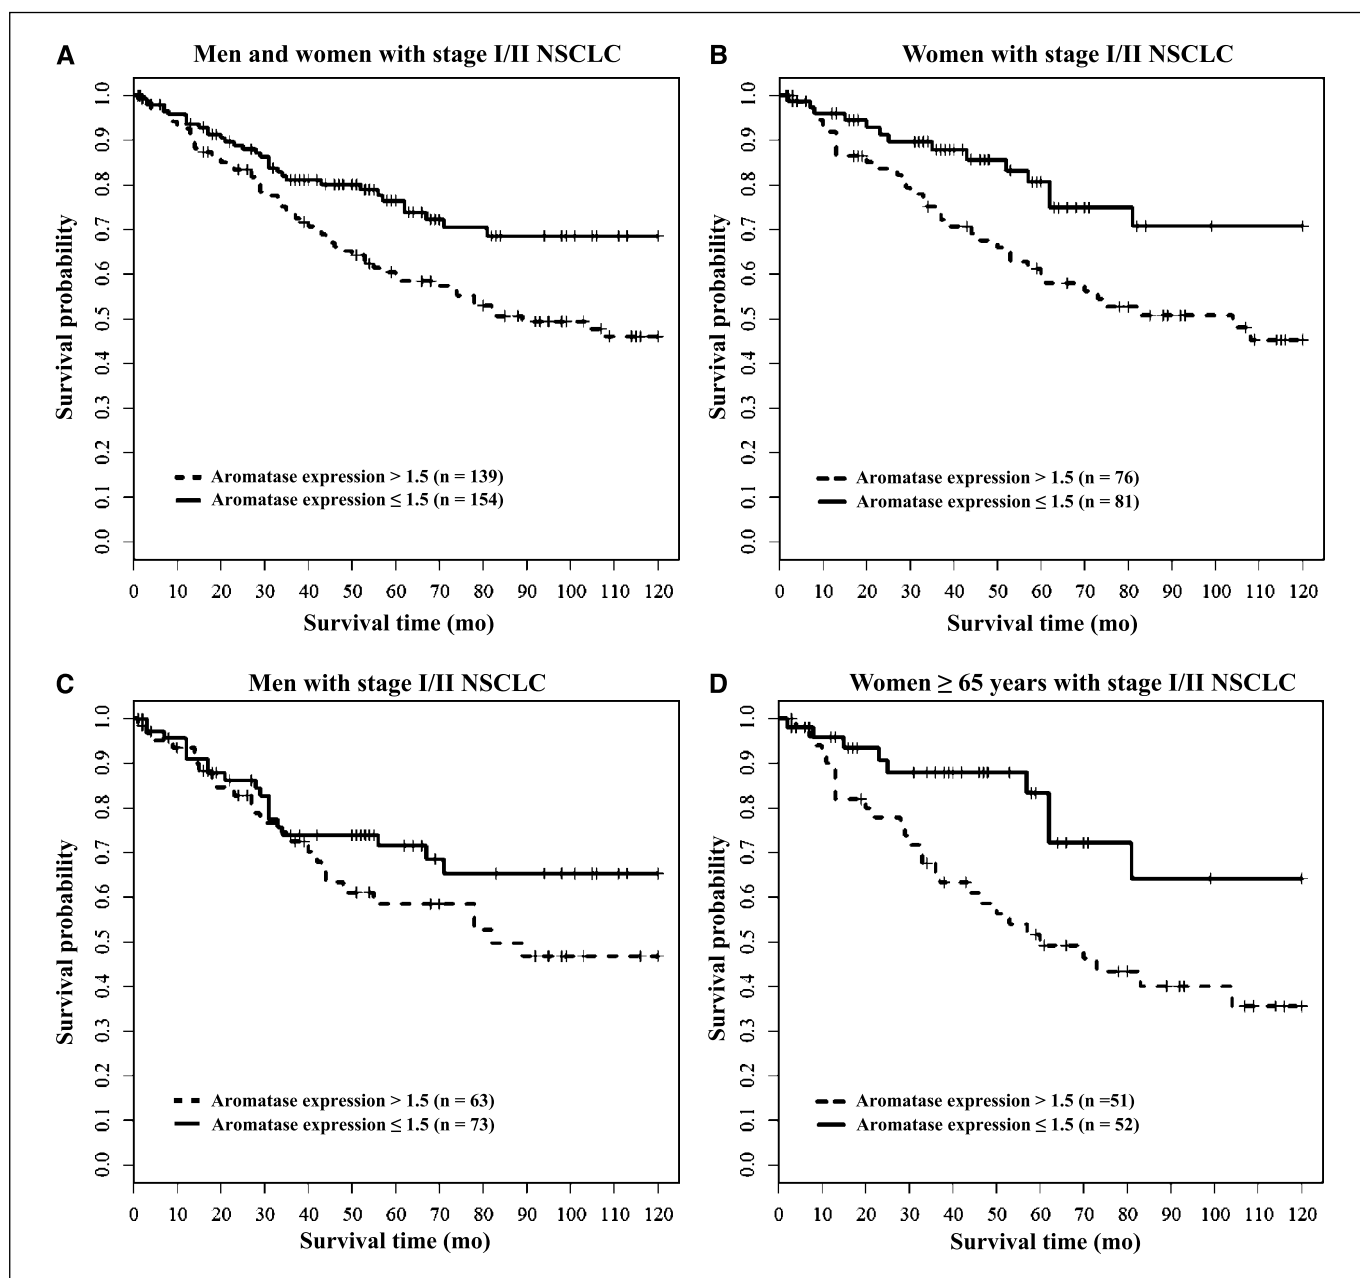 A Men and women with stage I/II NSCLC
Survival probability
1.0
0.9
0.8
0.7
0.6
0.5
0.4
0.3
0.2
0.1
0.0
Aromatase expression > 1.5 (n = 139)
Aromatase expression ≤ 1.5 (n = 154)
0 10 20 30 40 50 60 70 80 90 100 110 120
Survival time (mo)
B Women with stage I/II NSCLC
Survival probability
1.0
0.9
0.8
0.7
0.6
0.5
0.4
0.3
0.2
0.1
0.0
Aromatase expression > 1.5 (n = 76)
Aromatase expression ≤ 1.5 (n = 81)
0 10 20 30 40 50 60 70 80 90 100 110 120
Survival time (mo)
C Men with stage I/II NSCLC
Survival probability
1.0
0.9
0.8
0.7
0.6
0.5
0.4
0.3
0.2
0.1
0.0
Aromatase expression > 1.5 (n = 63)
Aromatase expression ≤ 1.5 (n = 73)
0 10 20 30 40 50 60 70 80 90 100 110 120
Survival time (mo)
D Women ≥ 65 years with stage I/II NSCLC
Survival probability
1.0
0.9
0.8
0.7
0.6
0.5
0.4
0.3
0.2
0.1
0.0
Aromatase expression > 1.5 (n =51)
Aromatase expression ≤ 1.5 (n = 52)
0 10 20 30 40 50 60 70 80 90 100 110 120
Survival time (mo)